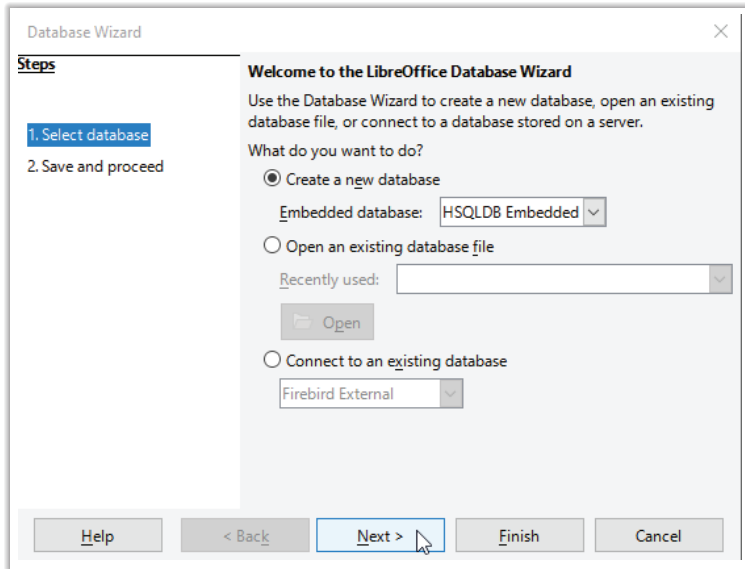 Database Wizard
Steps
1. Select database
2. Save and proceed
Welcome to the LibreOffice Database Wizard
Use the Database Wizard to create a new database, open an existing
database file, or connect to a database stored on a server.
What do you want to do?
Create a new database
Embedded database: HSQLDB Embedded
Open an existing database file
Recently used:
Open
Connect to an existing database
Firebird External
Help < Back Next > Finish Cancel